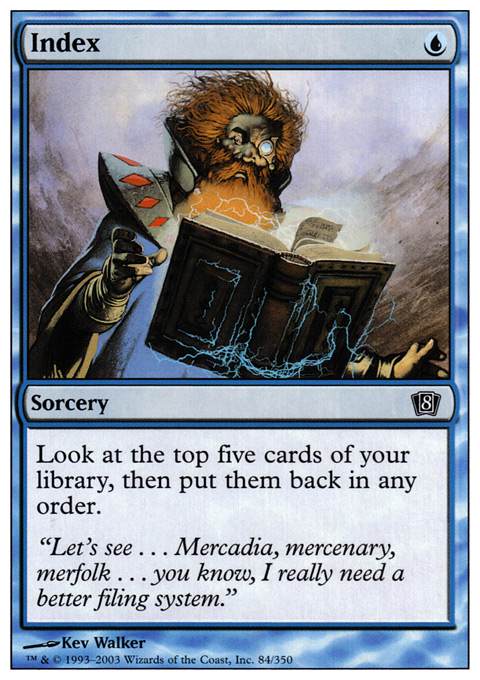 Index
Sorcery
8
Look at the top five cards of your
library, then put them back in any
order.
“Let's see . . . Mercadia, mercenary,
merfolk . . . you know, I really need a
better filing system.”
Kev Walker
™ & © 1993–2003 Wizards of the Coast, Inc. 84/350